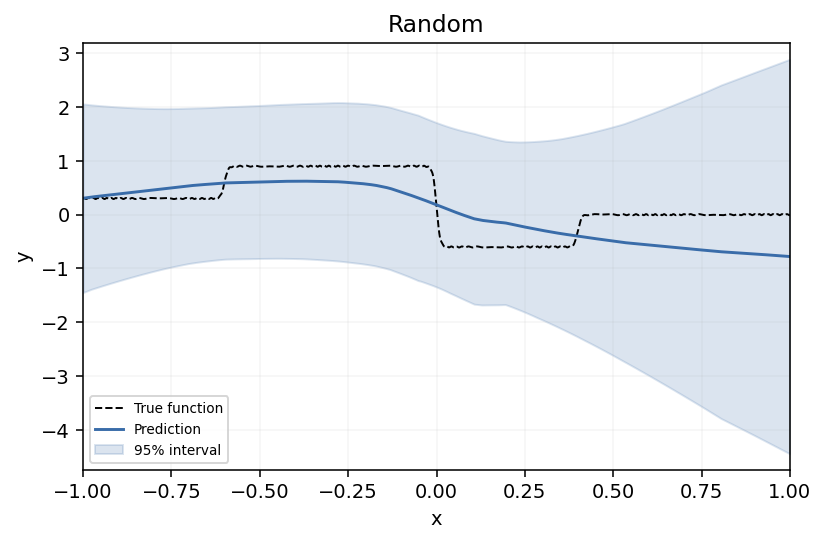 Random
3
2
1
0
−1
−2
−3
−4
y
True function
Prediction
95% interval
−1.00 −0.75 −0.50 −0.25 0.00 0.25 0.50 0.75 1.00
x